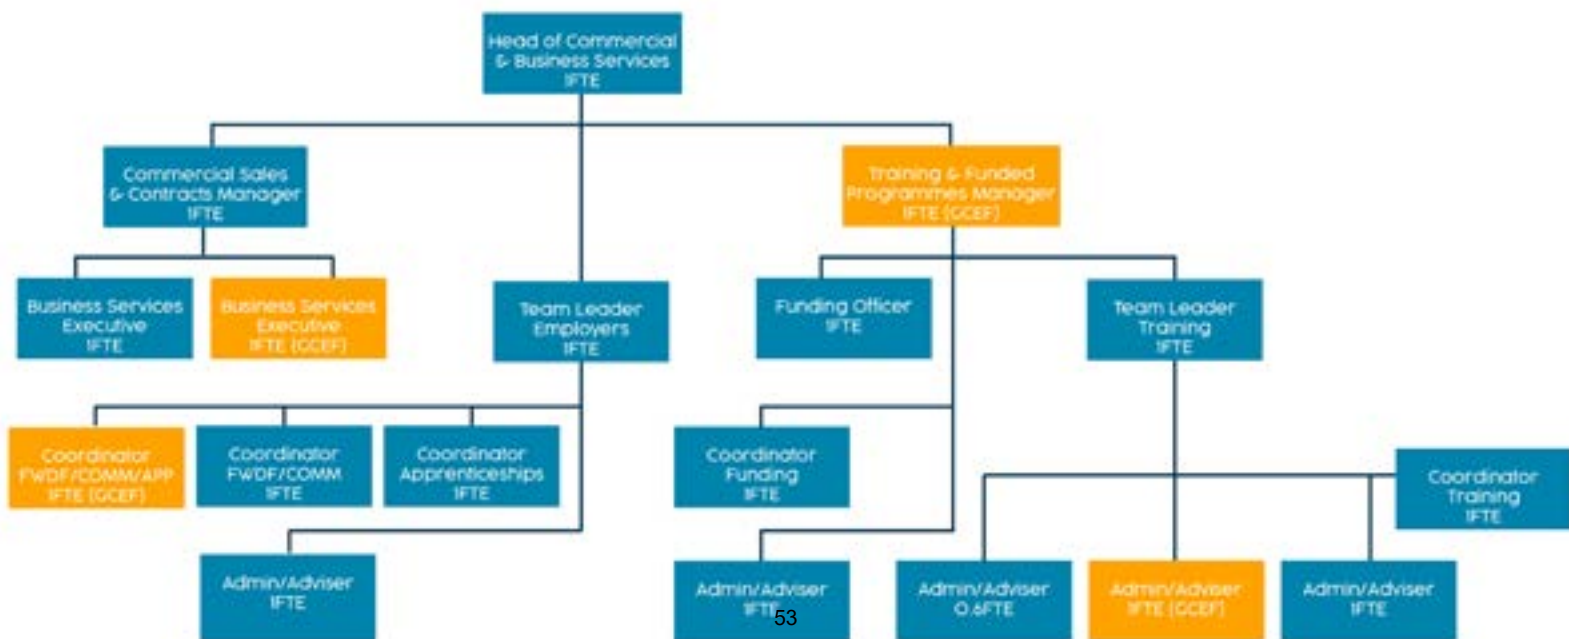 Head of Commercial
& Business Services
1FTE
Commercial Sales
& Contracts Manager
1FTE
Training & Funded
Programmes Manager
1FTE (GCEF)
Business Services
Executive
1FTE
Business Services
Executive
1FTE (GCEF)
Team Leader
Employers
1FTE
Funding Officer
1FTE
Team Leader
Training
1FTE
Coordinator
FWDF/COMM/APP
1FTE (GCEF)
Coordinator
FWDF/COMM
1FTE
Coordinator
Apprenticeships
1FTE
Coordinator
Funding
1FTE
Coordinator
Training
1FTE
Admin/Adviser
1FTE
Admin/Adviser
1FTE
Admin/Adviser
0.6FTE
Admin/Adviser
1FTE (GCEF)
Admin/Adviser
1FTE
53